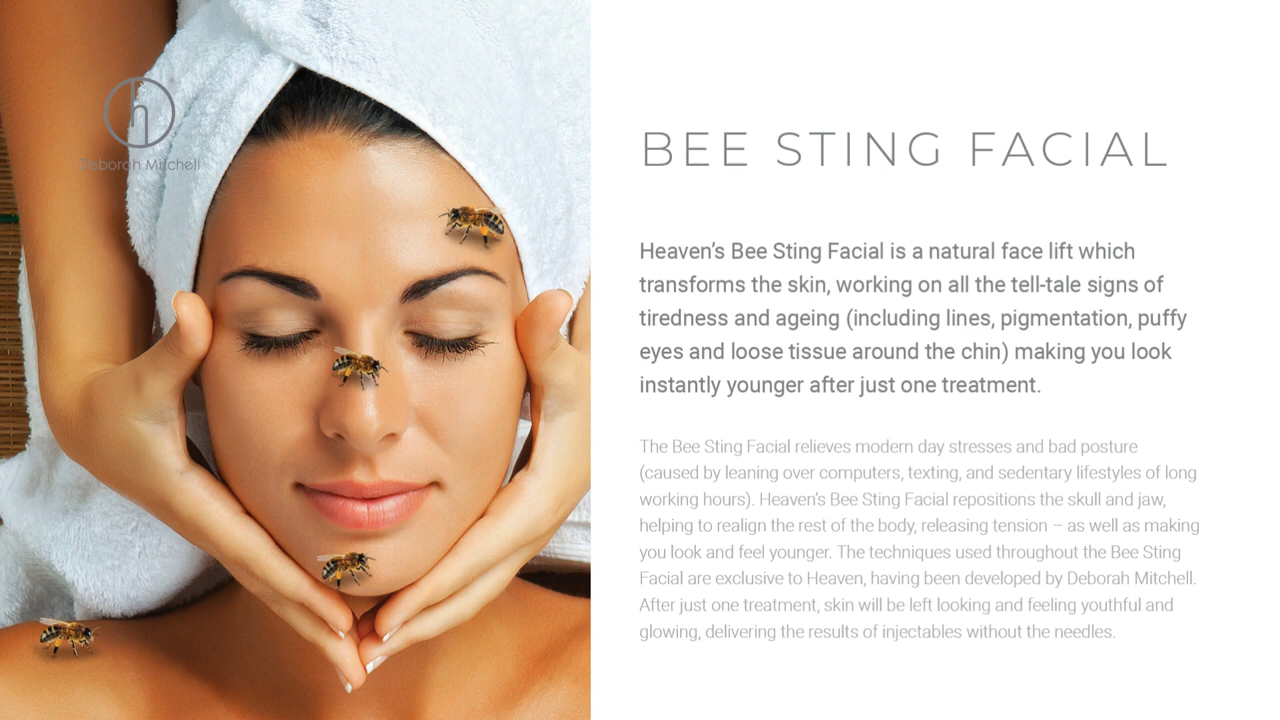 h
Deborah Mitchell
BEE STING FACIAL
Heaven’s Bee Sting Facial is a natural face lift which
transforms the skin, working on all the tell-tale signs of
tiredness and ageing (including lines, pigmentation, puffy
eyes and loose tissue around the chin) making you look
instantly younger after just one treatment.
The Bee Sting Facial relieves modern day stresses and bad posture
(caused by leaning over computers, texting, and sedentary lifestyles of long
working hours). Heaven’s Bee Sting Facial repositions the skull and jaw,
helping to realign the rest of the body, releasing tension – as well as making
you look and feel younger. The techniques used throughout the Bee Sting
Facial are exclusive to Heaven, having been developed by Deborah Mitchell.
After just one treatment, skin will be left looking and feeling youthful and
glowing, delivering the results of injectables without the needles.